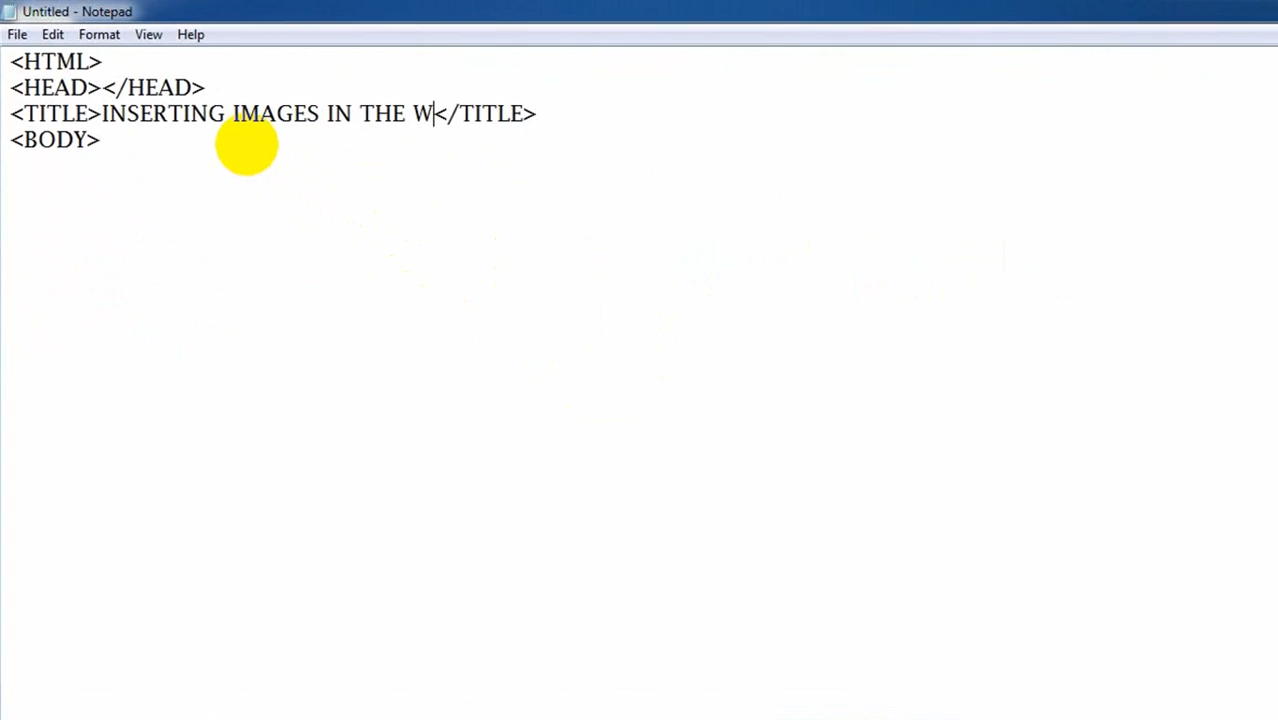 Untitled - Notepad
File Edit Format View Help
<HTML>
<HEAD></HEAD>
<TITLE>INSERTING IMAGES IN THE W</TITLE>
<BODY>